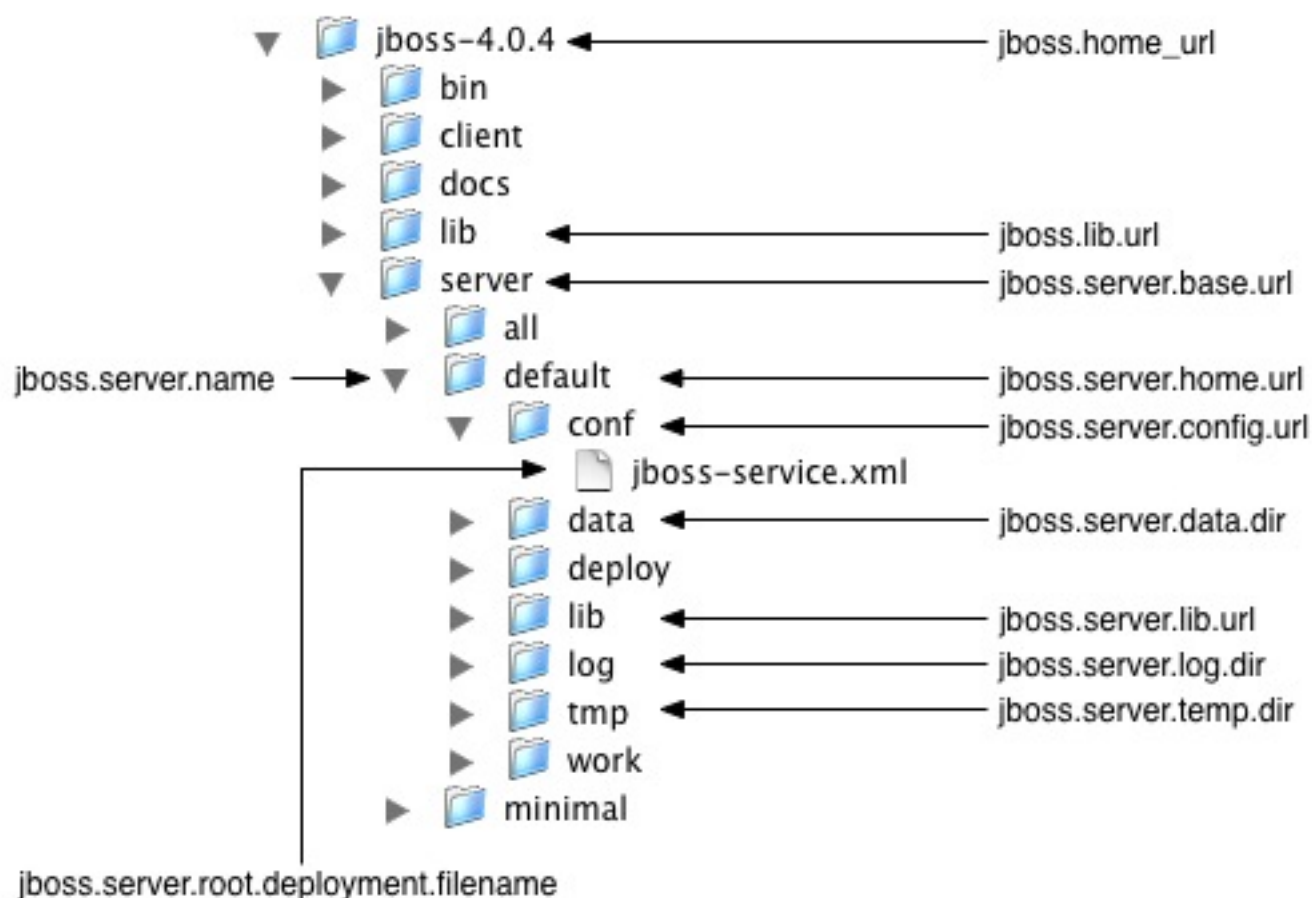 jboss-4.0.4 jboss.home_url
bin
client
docs
lib jboss.lib.url
server jboss.server.base.url
all
jboss.server.name default jboss.server.home.url
conf jboss.server.config.url
jboss-service.xml
data jboss.server.data.dir
deploy
lib jboss.server.lib.url
log jboss.server.log.dir
tmp jboss.server.temp.dir
work
minimal
jboss.server.root.deployment.filename